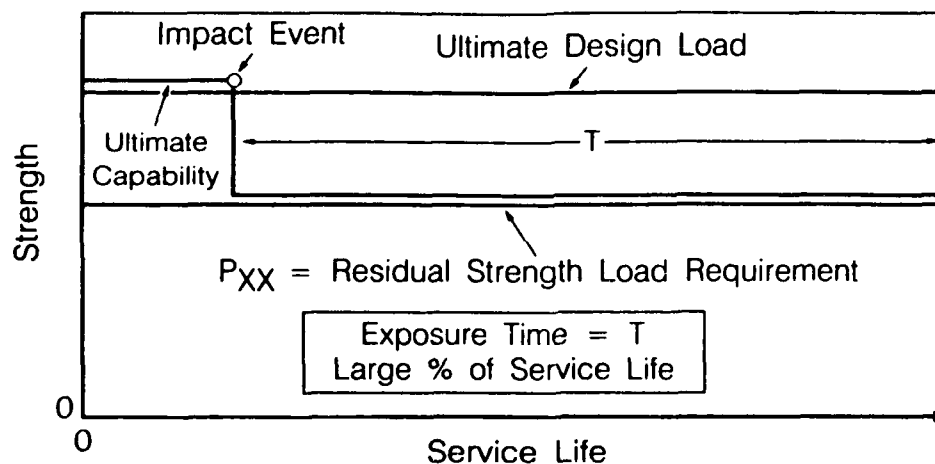 Impact Event
Ultimate Design Load
Ultimate
Capability
T
Strength
PXX = Residual Strength Load Requirement
Exposure Time = T
Large % of Service Life
0
0
Service Life